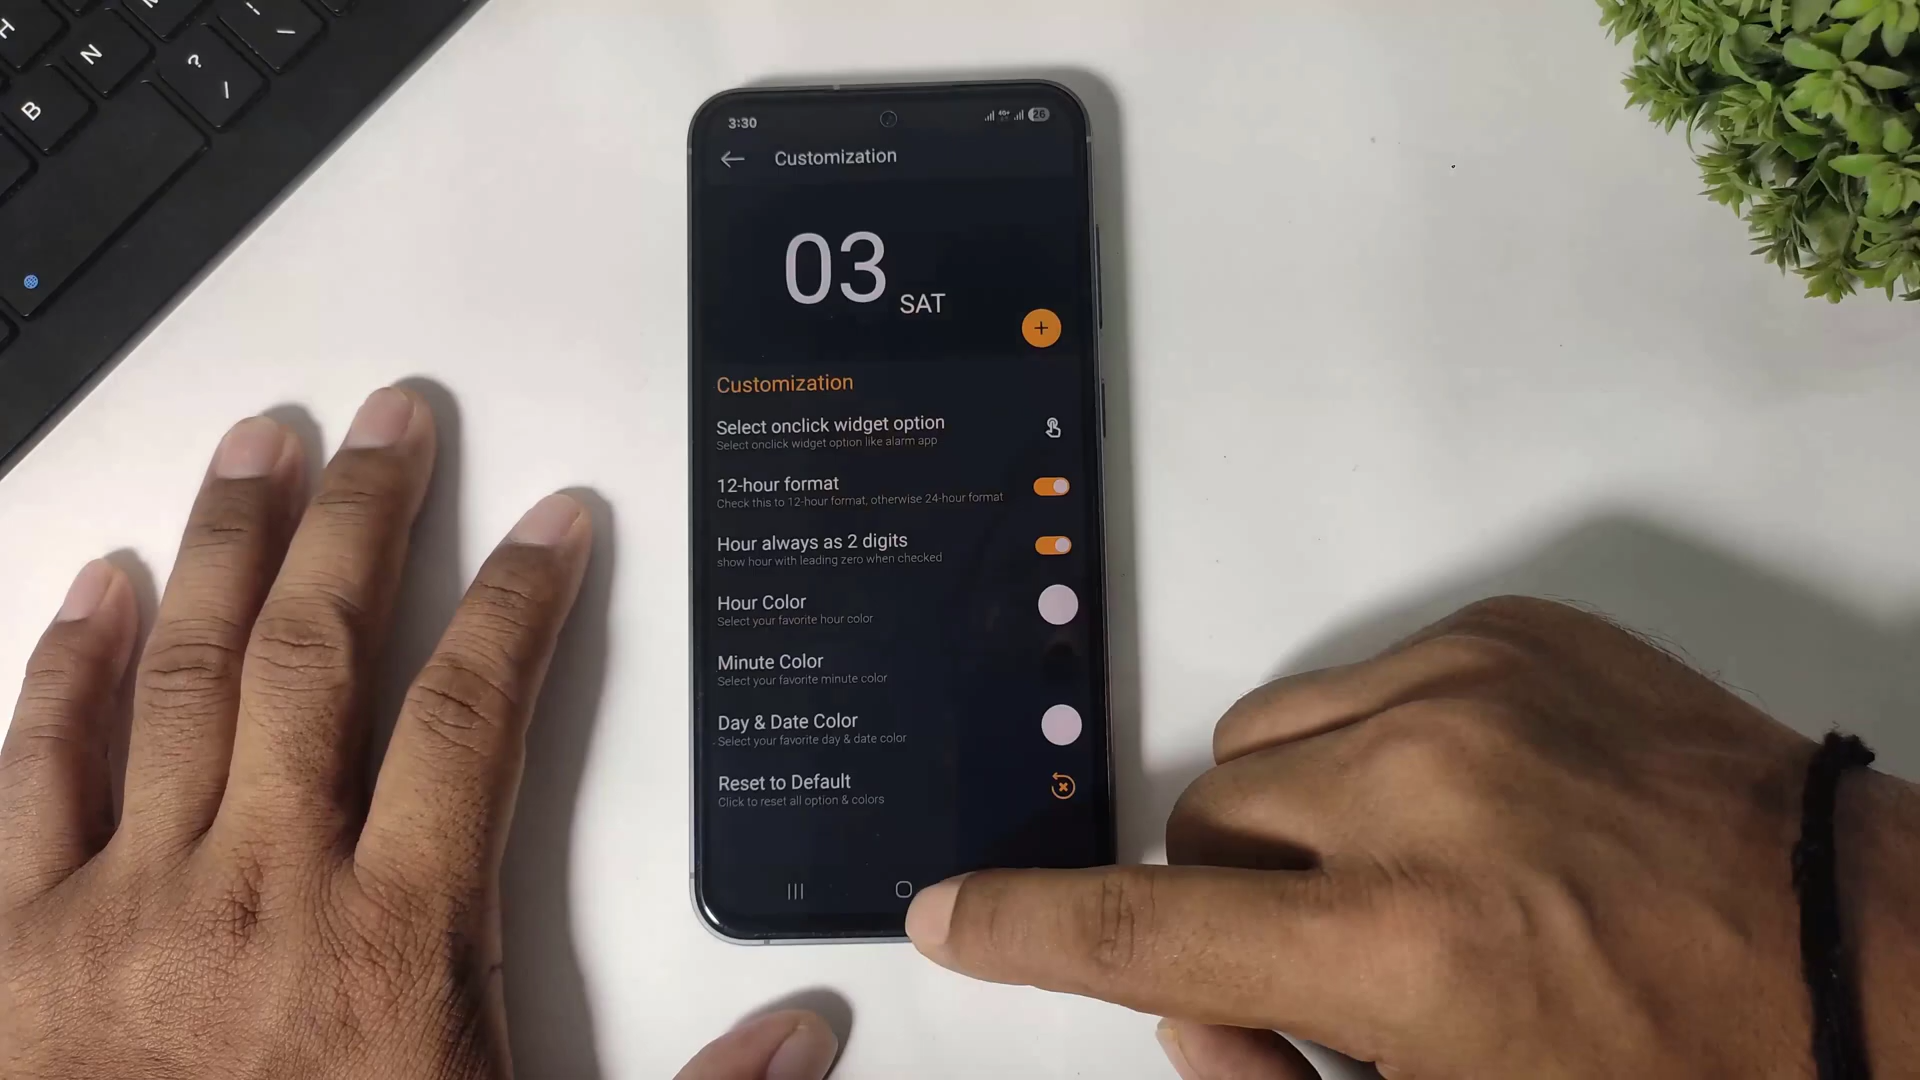 H
N
B
?
/
3:30
4G+
26
Customization
03
SAT
+
Customization
Select onclick widget option
Select onclick widget option like alarm app
12-hour format
Check this to 12-hour format, otherwise 24-hour format
Hour always as 2 digits
show hour with leading zero when checked
Hour Color
Select your favorite hour color
Minute Color
Select your favorite minute color
Day & Date Color
Select your favorite day & date color
Reset to Default
Click to reset all option & colors